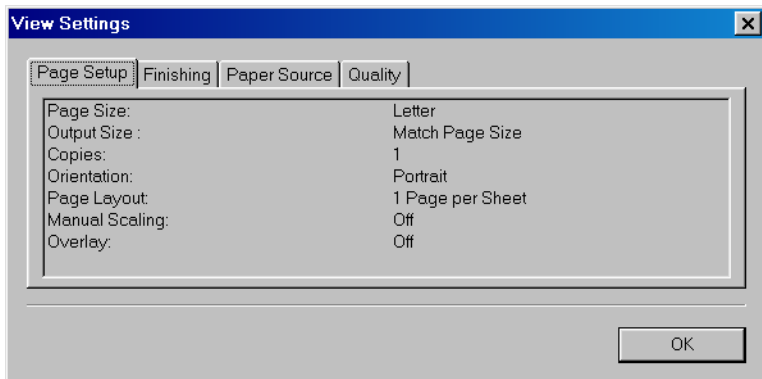 View Settings
Page Setup Finishing Paper Source Quality
Page Size: Letter
Output Size : Match Page Size
Copies: 1
Orientation: Portrait
Page Layout: 1 Page per Sheet
Manual Scaling: Off
Overlay: Off
OK